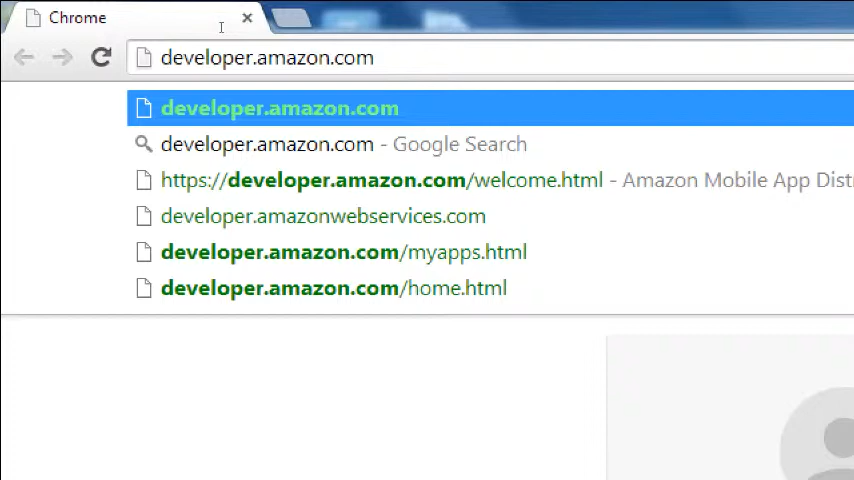 Chrome
developer.amazon.com
developer.amazon.com
developer.amazon.com - Google Search
https://developer.amazon.com/welcome.html - Amazon Mobile App Distr
developer.amazonwebservices.com
developer.amazon.com/myapps.html
developer.amazon.com/home.html